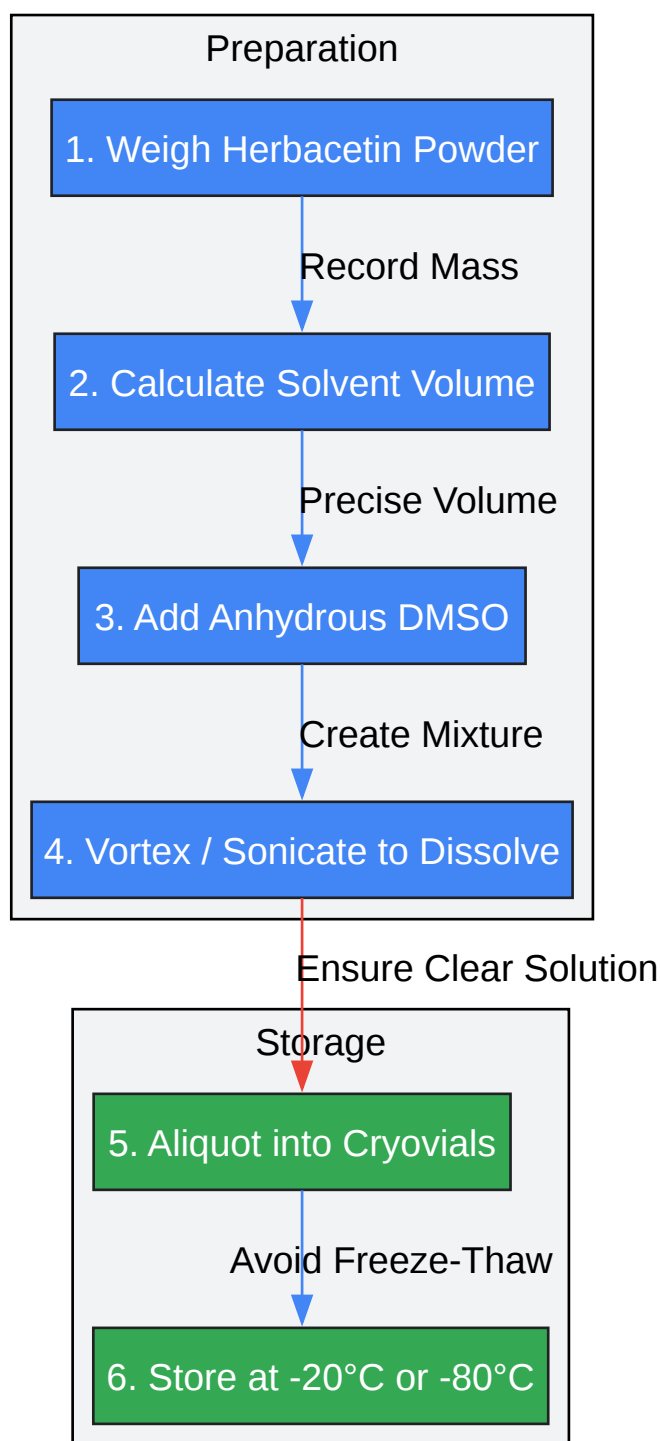 Preparation
1. Weigh Herbacetin Powder
Record Mass
2. Calculate Solvent Volume
Precise Volume
3. Add Anhydrous DMSO
Create Mixture
4. Vortex / Sonicate to Dissolve
Ensure Clear Solution
Storage
5. Aliquot into Cryovials
Avoid Freeze-Thaw
6. Store at -20°C or -80°C